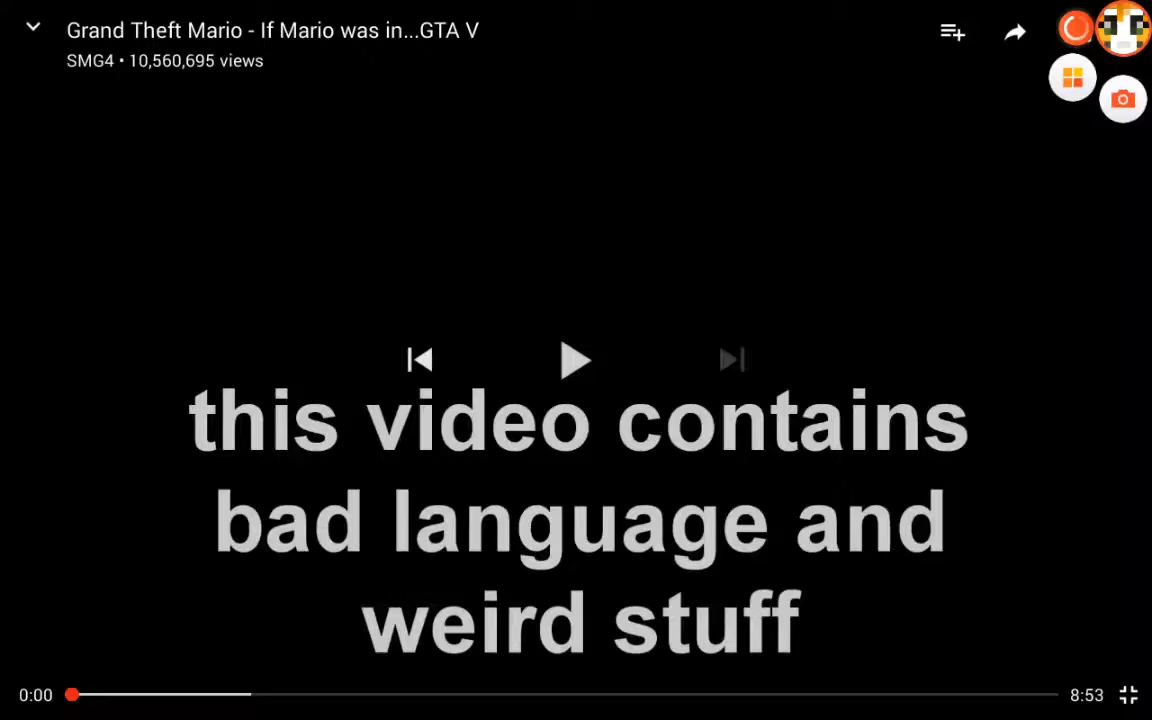 Grand Theft Mario - If Mario was in...GTA V
SMG4 • 10,560,695 views
this video contains
bad language and
weird stuff
0:00
8:53